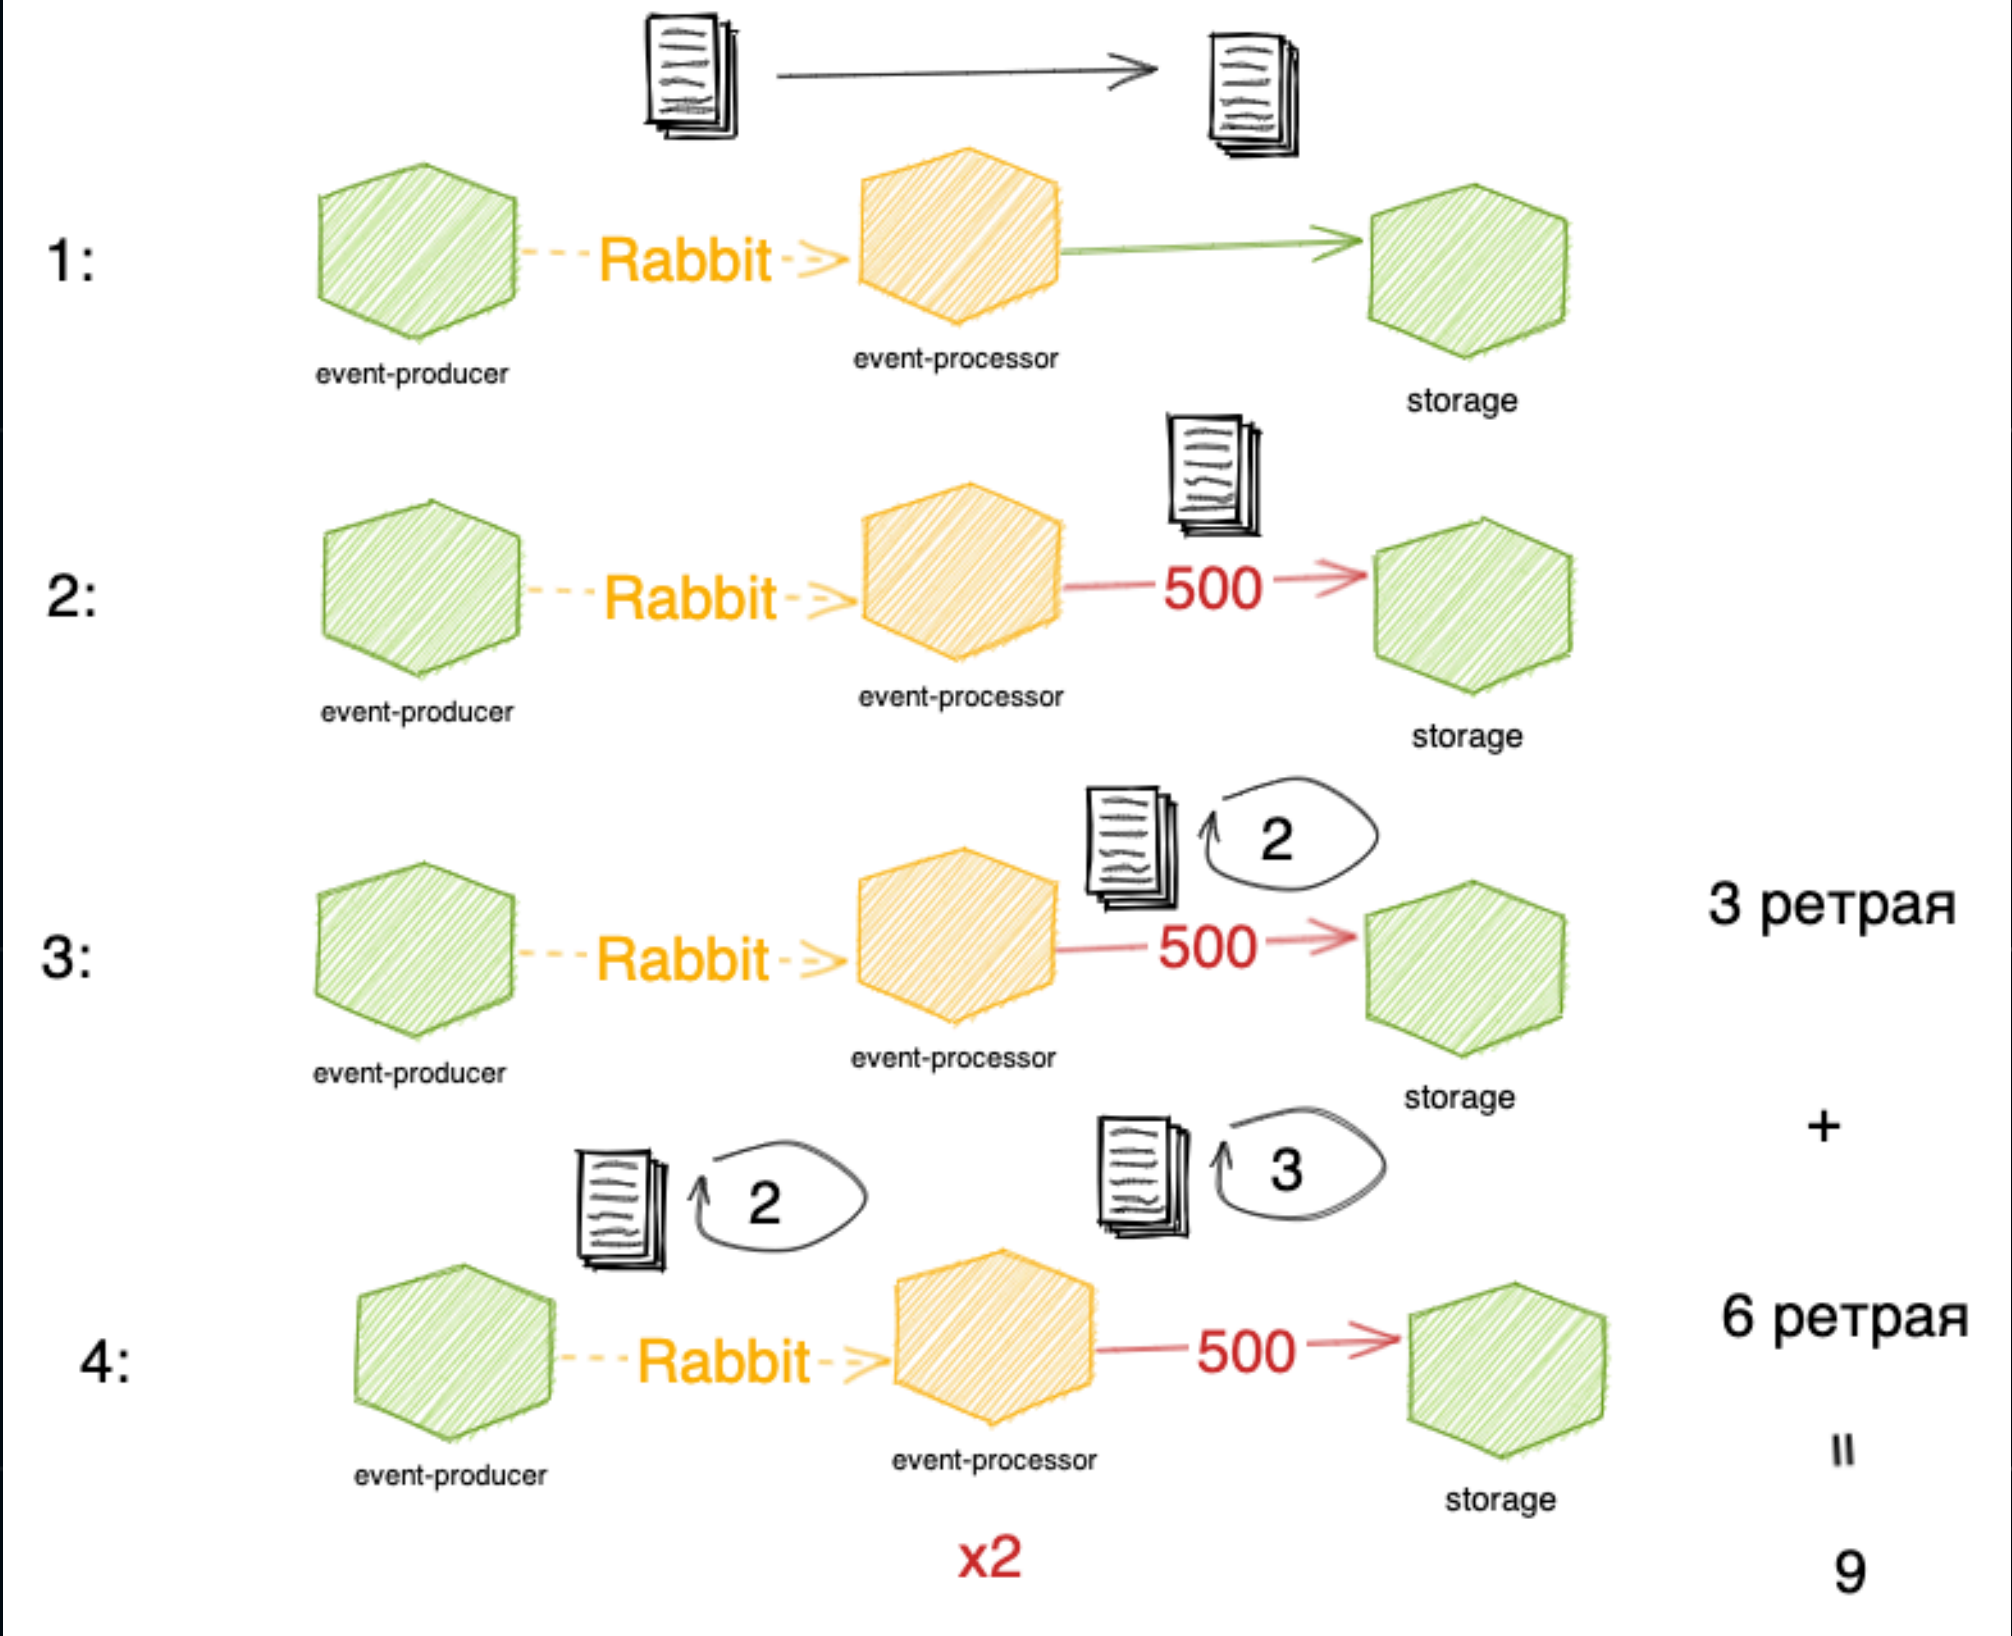 1:
Rabbit
event-producer
event-processor
storage
2:
Rabbit
500
event-producer
event-processor
storage
2
3:
Rabbit
500
3 ретрая
event-producer
event-processor
storage
+
2
3
4:
Rabbit
500
6 ретрая
event-producer
event-processor
storage
=
x2
9